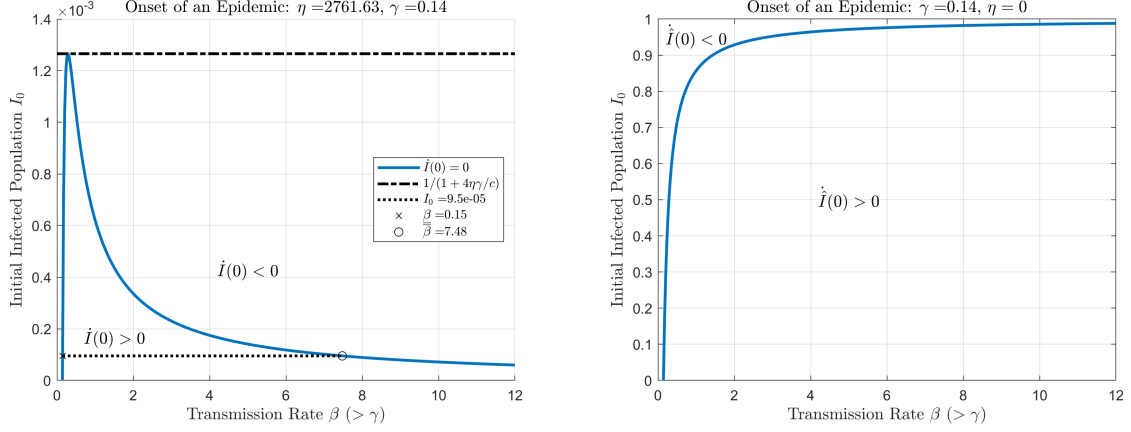 Onset of an Epidemic: η =2761.63, γ =0.14
×10⁻³
1.4
1.2
1
0.8
0.6
0.4
0.2
0
Initial Infected Population I₀
İ(0) = 0
1/(1 + 4ηγ/c)
I₀ =9.5e-05
β̲ =0.15
β̿ =7.48
İ(0) < 0
İ(0) > 0
0 2 4 6 8 10 12
Transmission Rate β (> γ)
Onset of an Epidemic: γ =0.14, η = 0
1
0.9
0.8
0.7
0.6
0.5
0.4
0.3
0.2
0.1
0
Initial Infected Population I₀
Î̇(0) < 0
Î̇(0) > 0
0 2 4 6 8 10 12
Transmission Rate β (> γ)